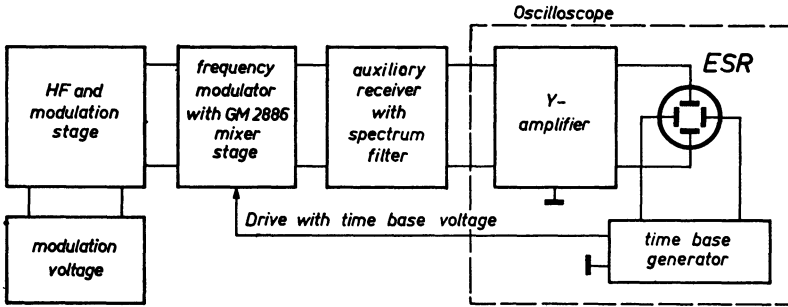 Oscilloscope
HF and
modulation
stage
frequency
modulator
with GM 2886
mixer
stage
auxiliary
receiver
with
spectrum
filter
Y-
amplifier
ESR
Drive with time base voltage
modulation
voltage
time base
generator